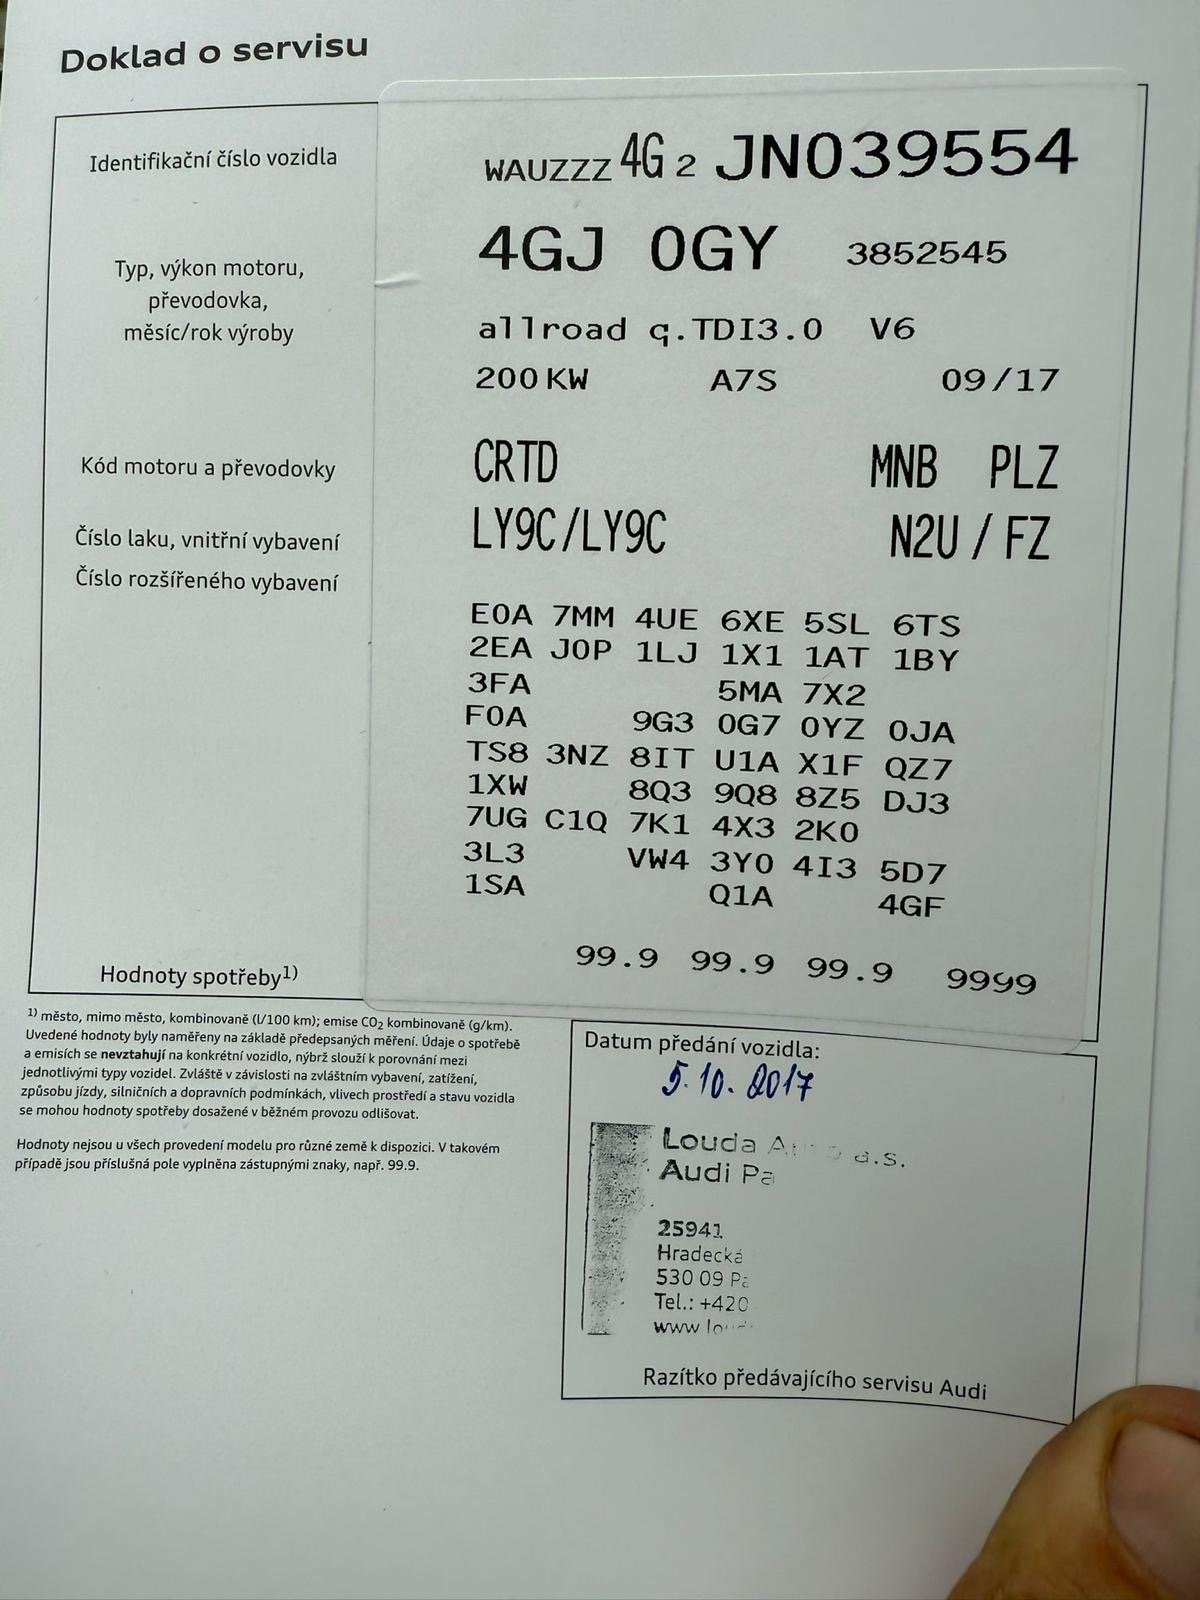 Doklad o servisu
Identifikační číslo vozidla
WAUZZZ 4G 2 JN039554
Typ, výkon motoru,
převodovka,
měsíc/rok výroby
4GJ 0GY 3852545
allroad q.TDI3.0 V6
200 KW A7S 09/17
Kód motoru a převodovky
CRTD MNB PLZ
Číslo laku, vnitřní vybavení
LY9C/LY9C N2U / FZ
Číslo rozšířeného vybavení
E0A 7MM 4UE 6XE 5SL 6TS
2EA J0P 1LJ 1X1 1AT 1BY
3FA 5MA 7X2
F0A 9G3 0G7 0YZ 0JA
TS8 3NZ 8IT U1A X1F QZ7
1XW 8Q3 9Q8 8Z5 DJ3
7UG C1Q 7K1 4X3 2K0
3L3 VW4 3Y0 4I3 5D7
1SA Q1A 4GF
Hodnoty spotřeby1)
99.9 99.9 99.9 9999
1) město, mimo město, kombinovaně (l/100 km); emise CO2 kombinovaně (g/km).
Uvedené hodnoty byly naměřeny na základě předepsaných měření. Údaje o spotřebě
a emisích se nevztahují na konkrétní vozidlo, nýbrž slouží k porovnání mezi
jednotlivými typy vozidel. Zvláště v závislosti na zvláštním vybavení, zatížení,
způsobu jízdy, silničních a dopravních podmínkách, vlivech prostředí a stavu vozidla
se mohou hodnoty spotřeby dosažené v běžném provozu odlišovat.
Hodnoty nejsou u všech provedení modelu pro různé země k dispozici. V takovém
případě jsou příslušná pole vyplněna zástupnými znaky, např. 99.9.
Datum předání vozidla:
5. 10. 2017
Louda a.s.
Audi
25941
Hradecká
530 09
Tel.: +420
www
Razítko předávajícího servisu Audi